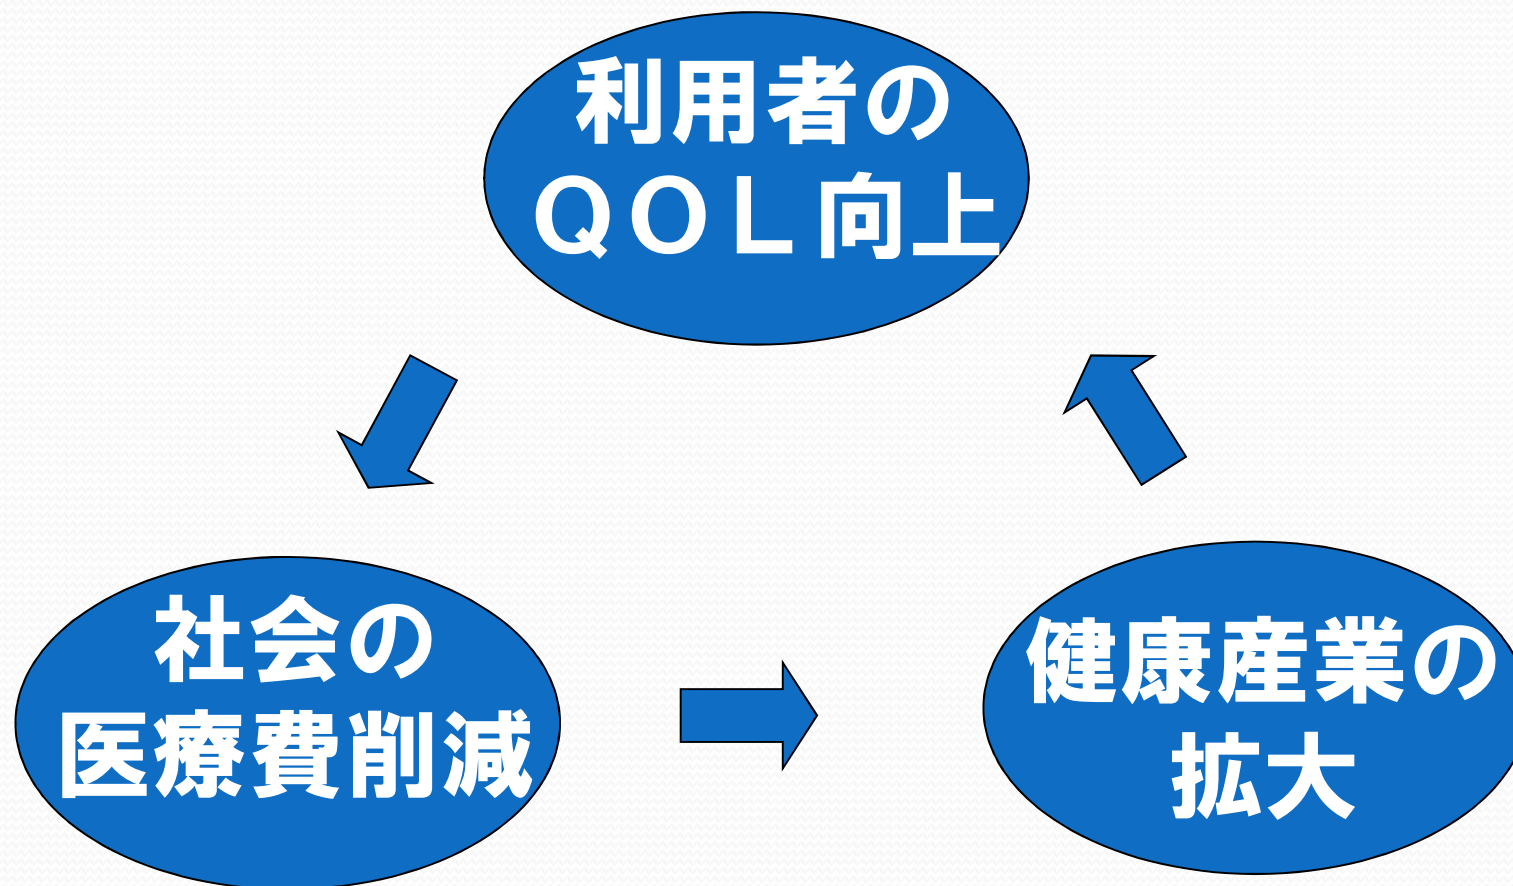 利用者の
ＱＯＬ向上
社会の
医療費削減
健康産業の
拡大